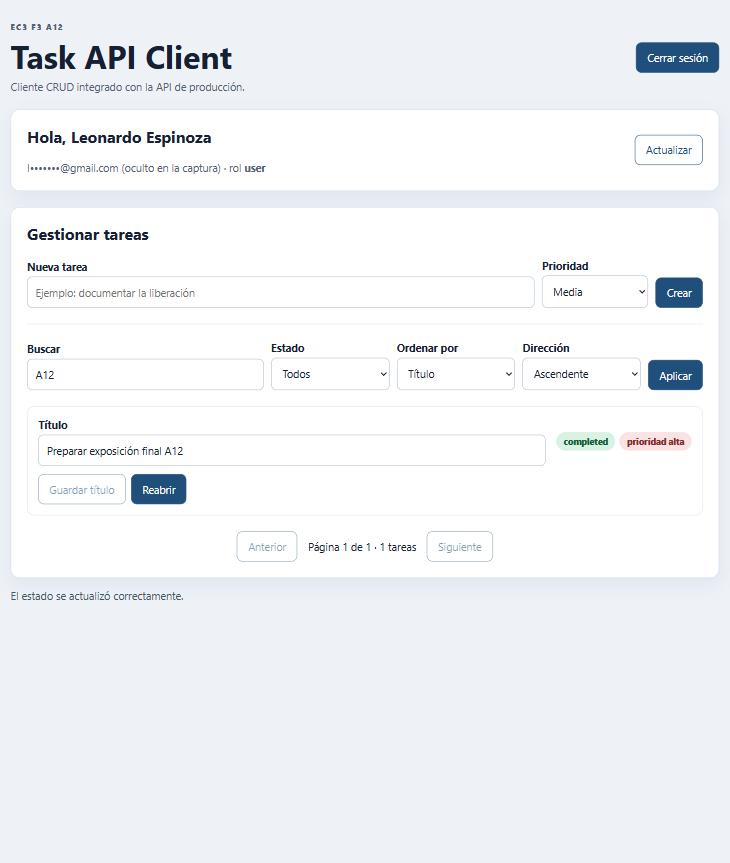 EC3 F3 A12
Task API Client
Cerrar sesión
Cliente CRUD integrado con la API de producción.
Hola, Leonardo Espinoza
l•••••••@gmail.com (oculto en la captura) · rol user
Actualizar
Gestionar tareas
Nueva tarea
Prioridad
Ejemplo: documentar la liberación
Media
Crear
Buscar
Estado
Ordenar por
Dirección
A12
Todos
Título
Ascendente
Aplicar
Título
Preparar exposición final A12
completed
prioridad alta
Guardar título
Reabrir
Anterior
Página 1 de 1 · 1 tareas
Siguiente
El estado se actualizó correctamente.